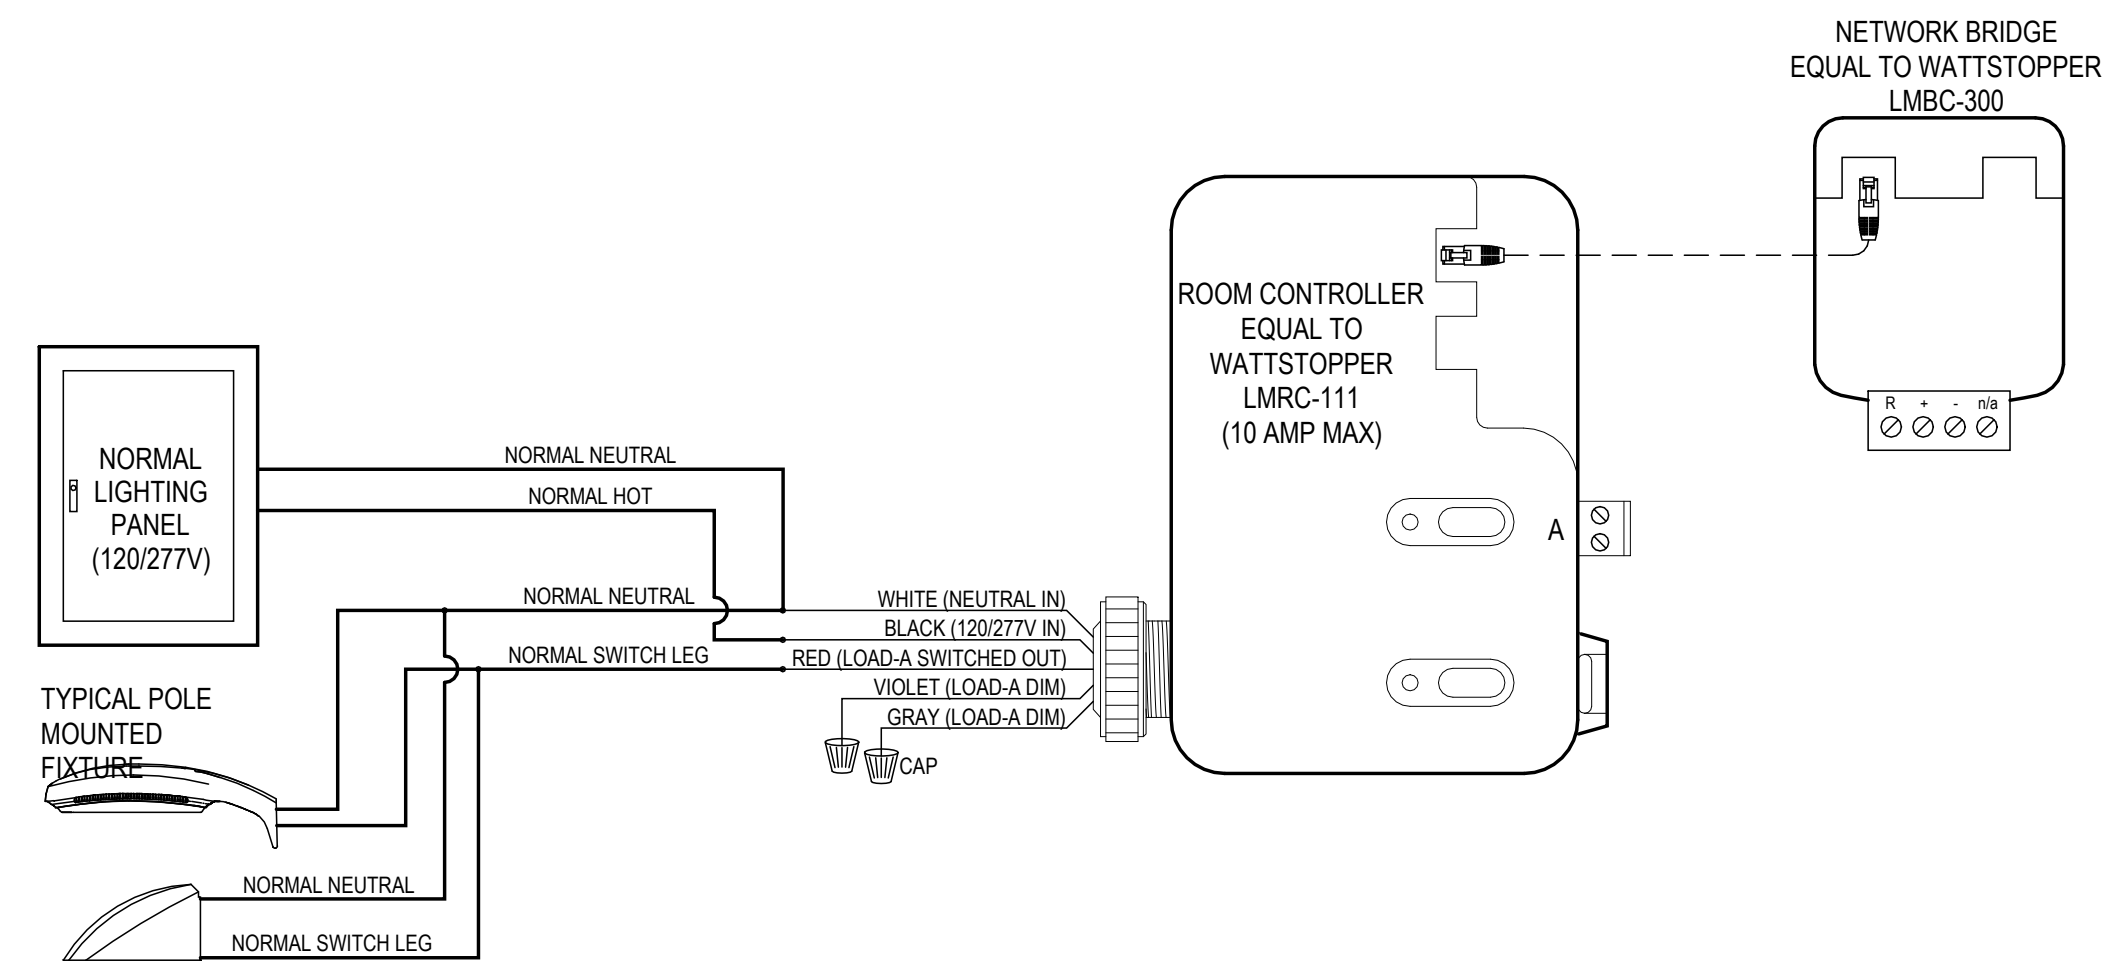 NETWORK BRIDGE
EQUAL TO WATTSTOPPER
LMBC-300
R + - n/a
ROOM CONTROLLER
EQUAL TO
WATTSTOPPER
LMRC-111
(10 AMP MAX)
A
NORMAL
LIGHTING
PANEL
(120/277V)
NORMAL NEUTRAL
NORMAL HOT
NORMAL NEUTRAL
NORMAL SWITCH LEG
WHITE (NEUTRAL IN)
BLACK (120/277V IN)
RED (LOAD-A SWITCHED OUT)
VIOLET (LOAD-A DIM)
GRAY (LOAD-A DIM)
CAP
TYPICAL POLE
MOUNTED
FIXTURE
NORMAL NEUTRAL
NORMAL SWITCH LEG